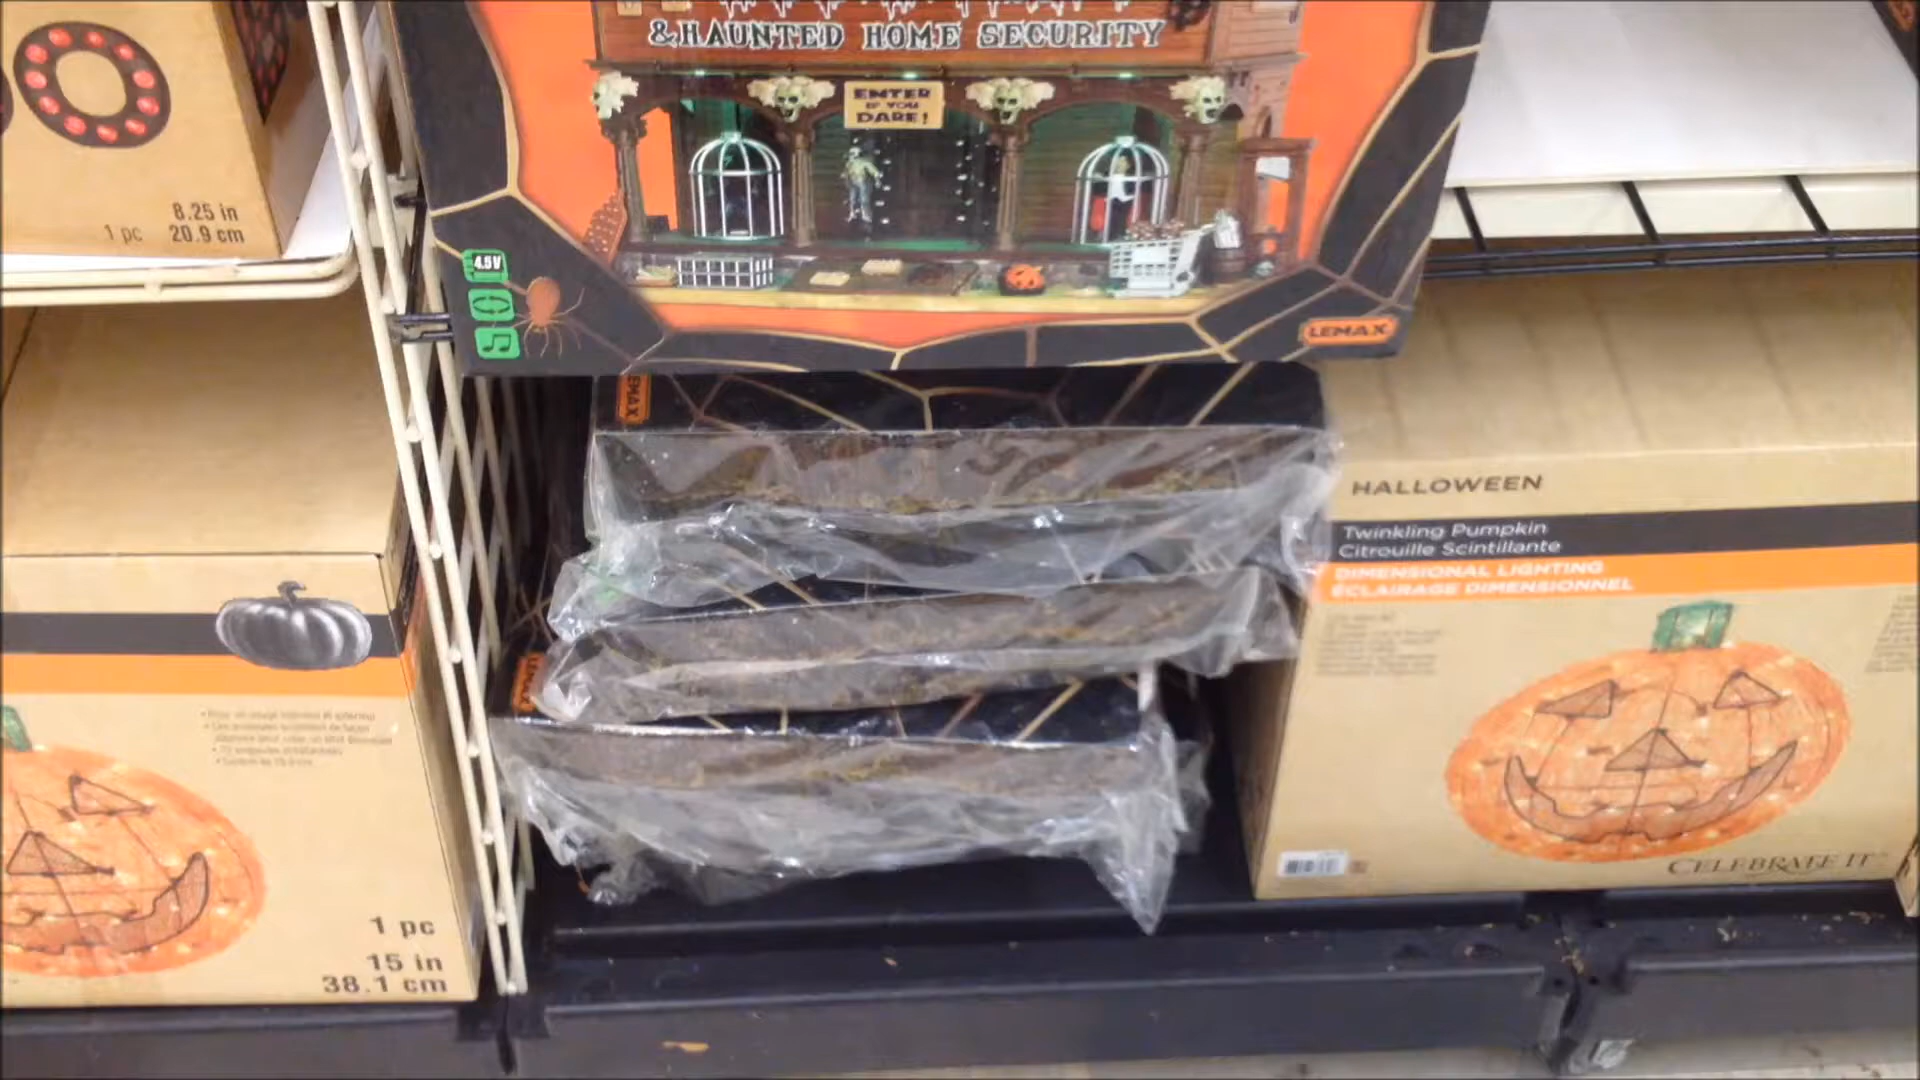 & HAUNTED HOME SECURITY
ENTER
IF YOU
DARE!
8.25 in
1 pc 20.9 cm
4.5V
LEMAX
LEMAX
HALLOWEEN
Twinkling Pumpkin
Citrouille Scintillante
DIMENSIONAL LIGHTING
ÉCLAIRAGE DIMENSIONNEL
LEMAX
CELEBRATE IT
1 pc
15 in
38.1 cm